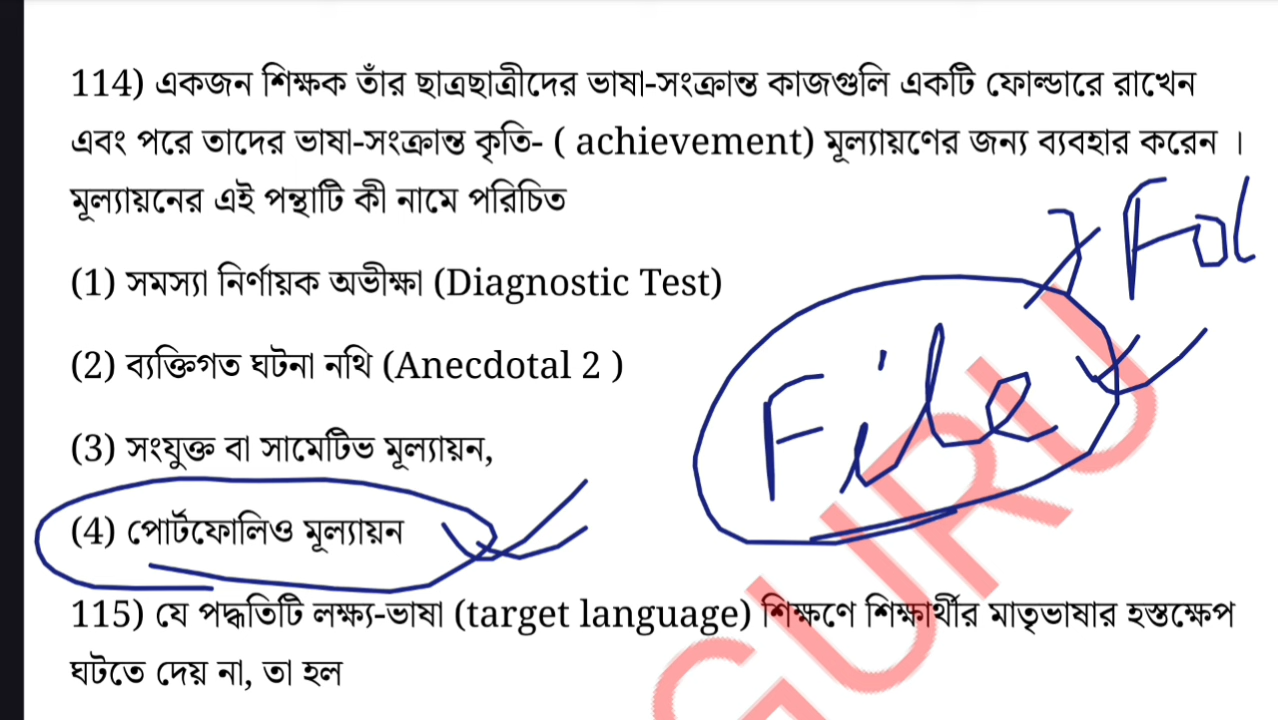 114) একজন শিক্ষক তাঁর ছাত্রছাত্রীদের ভাষা-সংক্রান্ত কাজগুলি একটি ফোল্ডারে রাখেন
এবং পরে তাদের ভাষা-সংক্রান্ত কৃতি- ( achievement) মূল্যায়ণের জন্য ব্যবহার করেন ।
মূল্যায়নের এই পন্থাটি কী নামে পরিচিত
Fol
(1) সমস্যা নির্ণায়ক অভীক্ষা (Diagnostic Test)
(2) ব্যক্তিগত ঘটনা নথি (Anecdotal 2 )
File
(3) সংযুক্ত বা সামেটিভ মূল্যায়ন,
(4) পোর্টফোলিও মূল্যায়ন
115) যে পদ্ধতিটি লক্ষ্য-ভাষা (target language) শিক্ষণে শিক্ষার্থীর মাতৃভাষার হস্তক্ষেপ
ঘটতে দেয় না, তা হল
GURU